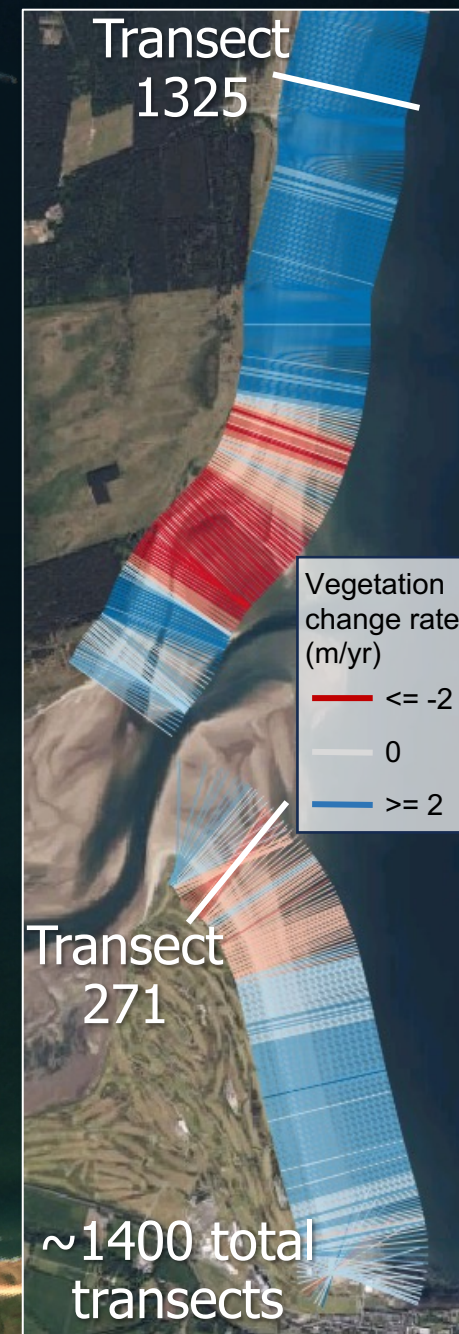 Transect
1325
Vegetation
change rate
(m/yr)
<= -2
0
>= 2
Transect
271
~1400 total
transects